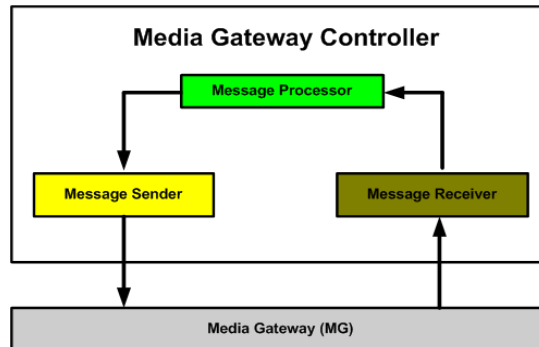 Media Gateway Controller
Message Processor
Message Sender
Message Receiver
Media Gateway (MG)